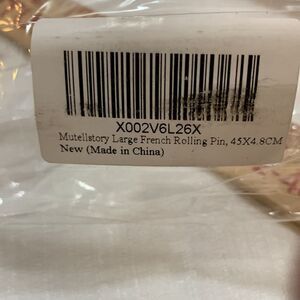 X002V6L26X
Mutellstory Large French Rolling Pin, 45X4.8CM
New (Made in China)